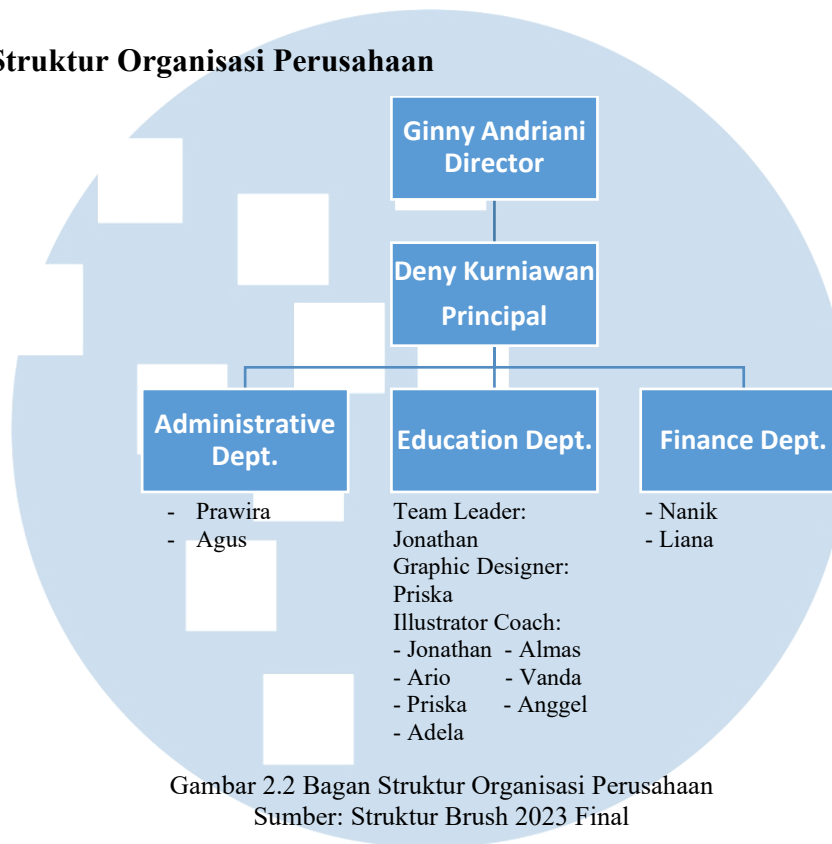 Struktur Organisasi Perusahaan
Ginny Andriani
Director
Deny Kurniawan
Principal
Administrative
Dept.
- Prawira
- Agus
Education Dept.
Team Leader:
Jonathan
Graphic Designer:
Priska
Illustrator Coach:
- Jonathan - Almas
- Ario - Vanda
- Priska - Anggel
- Adela
Finance Dept.
- Nanik
- Liana
Gambar 2.2 Bagan Struktur Organisasi Perusahaan
Sumber: Struktur Brush 2023 Final